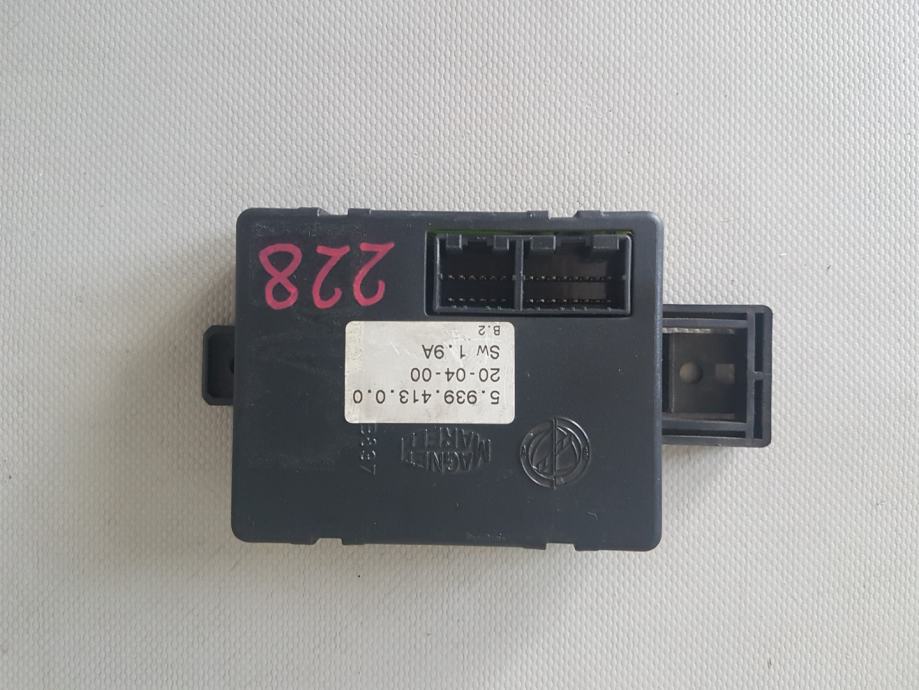 5.939.413.0.0
20-04-00
SW 1.9A
B.2
MAGNETI
MARELLI
228